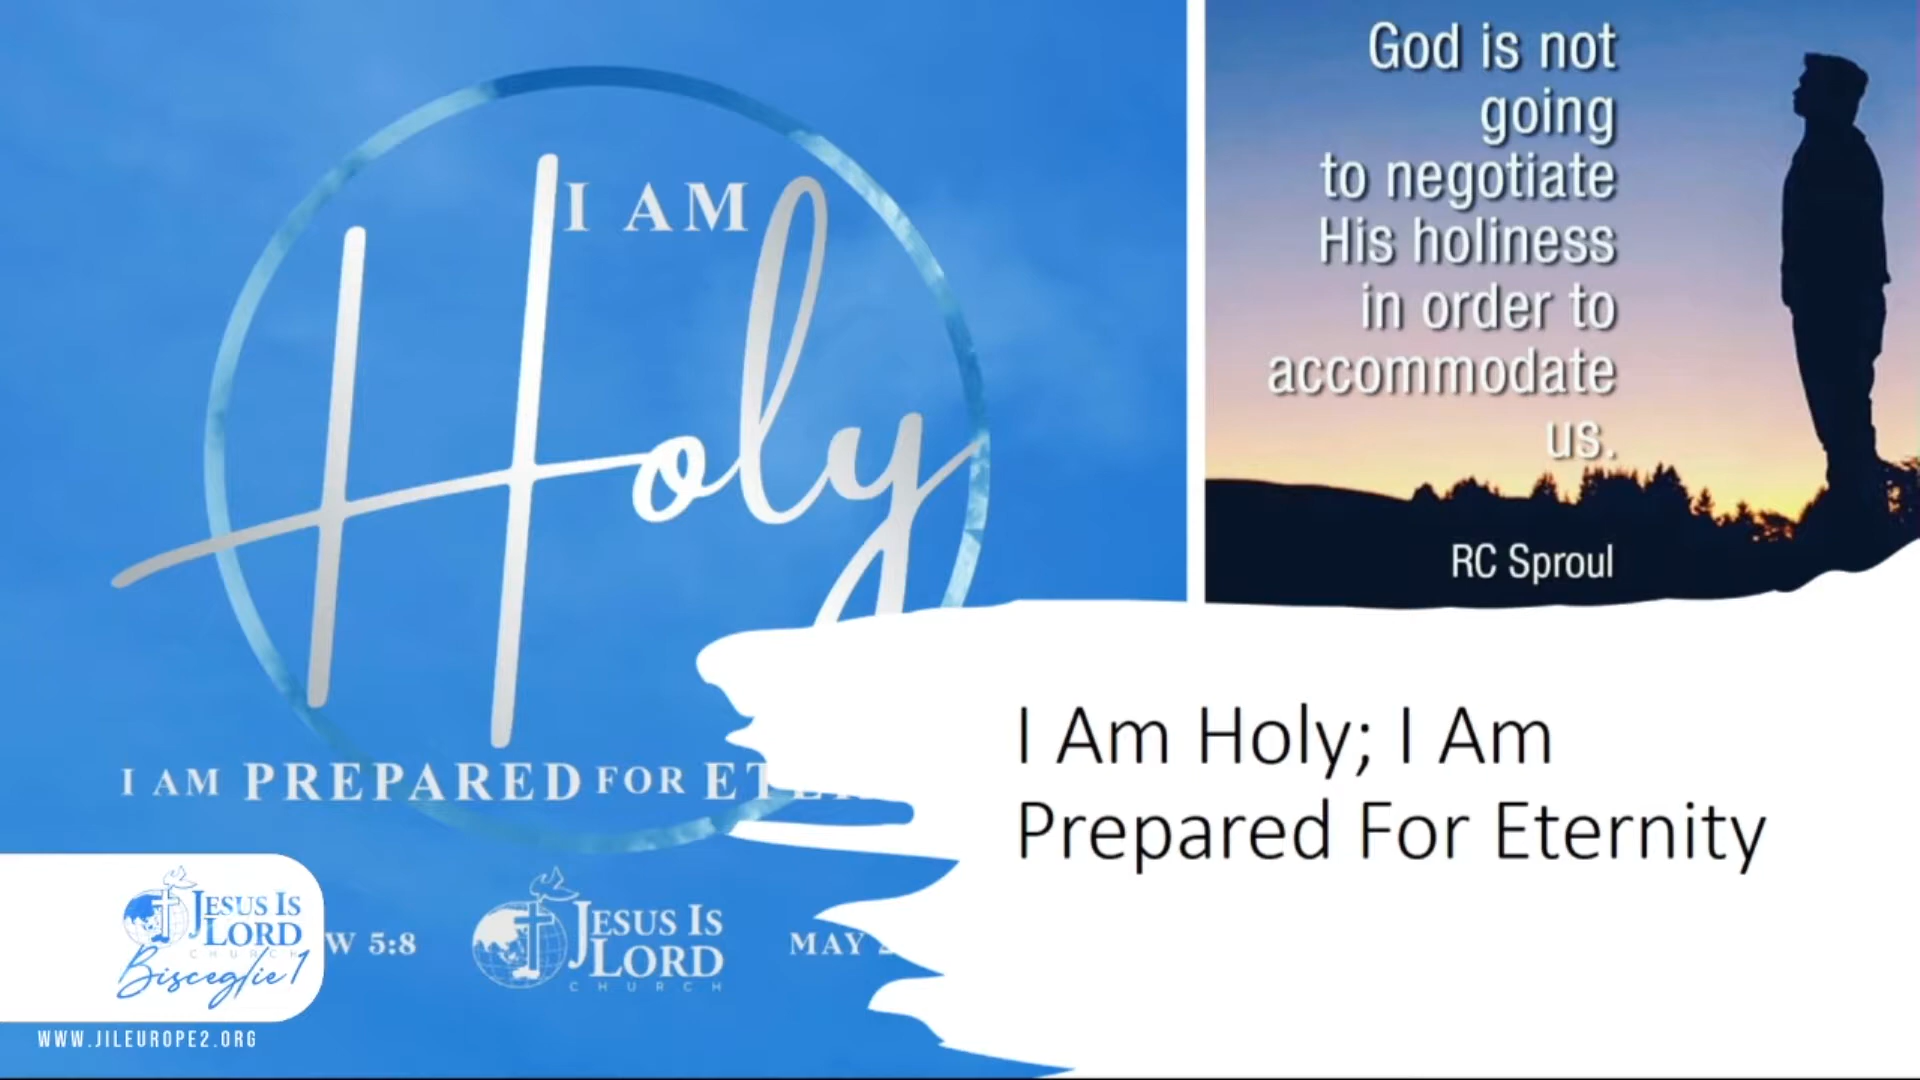 I AM
Holy
I AM PREPARED FOR
W 5:8
JESUS IS
LORD
CHURCH
MAY
JESUS IS
LORD
CHURCH
Bisceglie 1
WWW.JILEUROPE2.ORG
God is not
going
to negotiate
His holiness
in order to
accommodate
us.
RC Sproul
I Am Holy; I Am
Prepared For Eternity